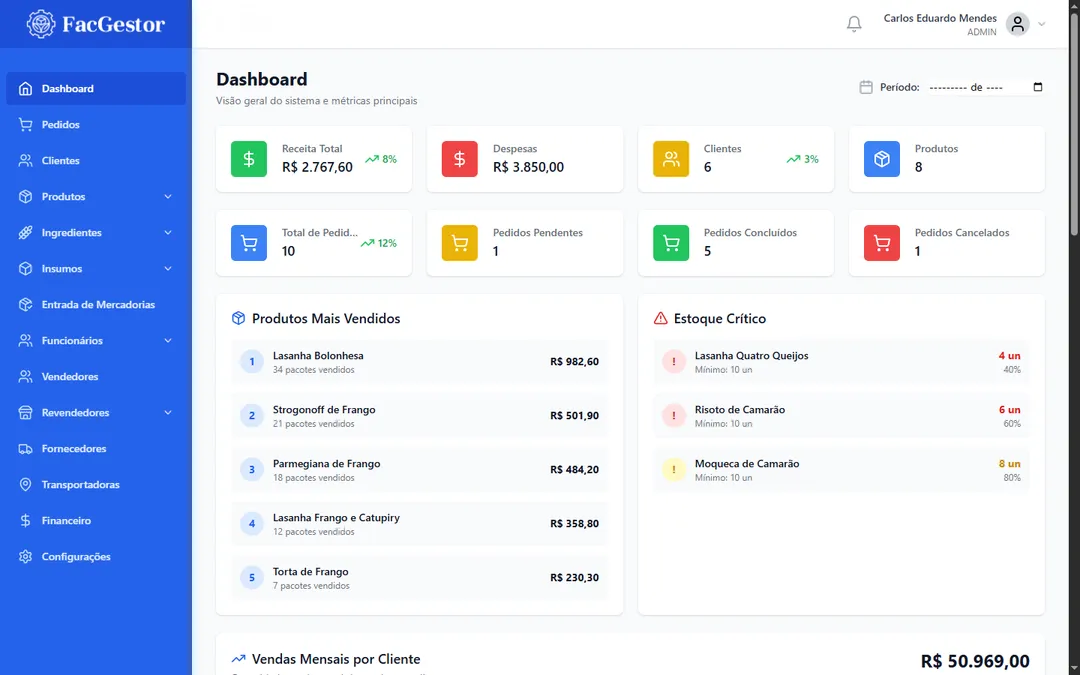 FacGestor
Carlos Eduardo Mendes
ADMIN
Dashboard
Pedidos
Clientes
Produtos
Ingredientes
Insumos
Entrada de Mercadorias
Funcionários
Vendedores
Revendedores
Fornecedores
Transportadoras
Financeiro
Configurações
Dashboard
Visão geral do sistema e métricas principais
Período: --------- de ----
Receita Total
R$ 2.767,60
8%
Despesas
R$ 3.850,00
Clientes
6
3%
Produtos
8
Total de Pedid...
10
12%
Pedidos Pendentes
1
Pedidos Concluídos
5
Pedidos Cancelados
1
Produtos Mais Vendidos
1 Lasanha Bolonhesa R$ 982,60
34 pacotes vendidos
2 Strogonoff de Frango R$ 501,90
21 pacotes vendidos
3 Parmegiana de Frango R$ 484,20
18 pacotes vendidos
4 Lasanha Frango e Catupiry R$ 358,80
12 pacotes vendidos
5 Torta de Frango R$ 230,30
7 pacotes vendidos
Estoque Crítico
! Lasanha Quatro Queijos 4 un
Mínimo: 10 un 40%
! Risoto de Camarão 6 un
Mínimo: 10 un 60%
! Moqueca de Camarão 8 un
Mínimo: 10 un 80%
Vendas Mensais por Cliente R$ 50.969,00